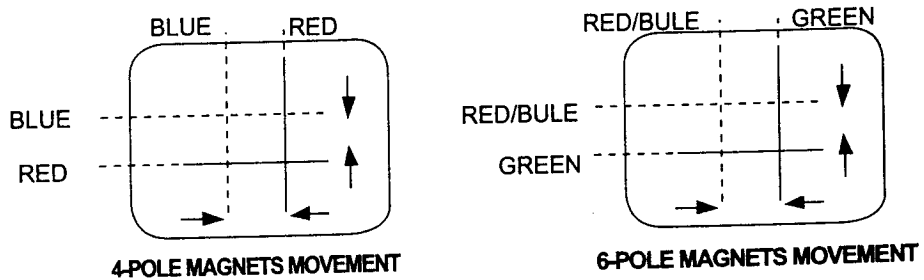 BLUE RED
BLUE
RED
4-POLE MAGNETS MOVEMENT
RED/BULE GREEN
RED/BULE
GREEN
6-POLE MAGNETS MOVEMENT